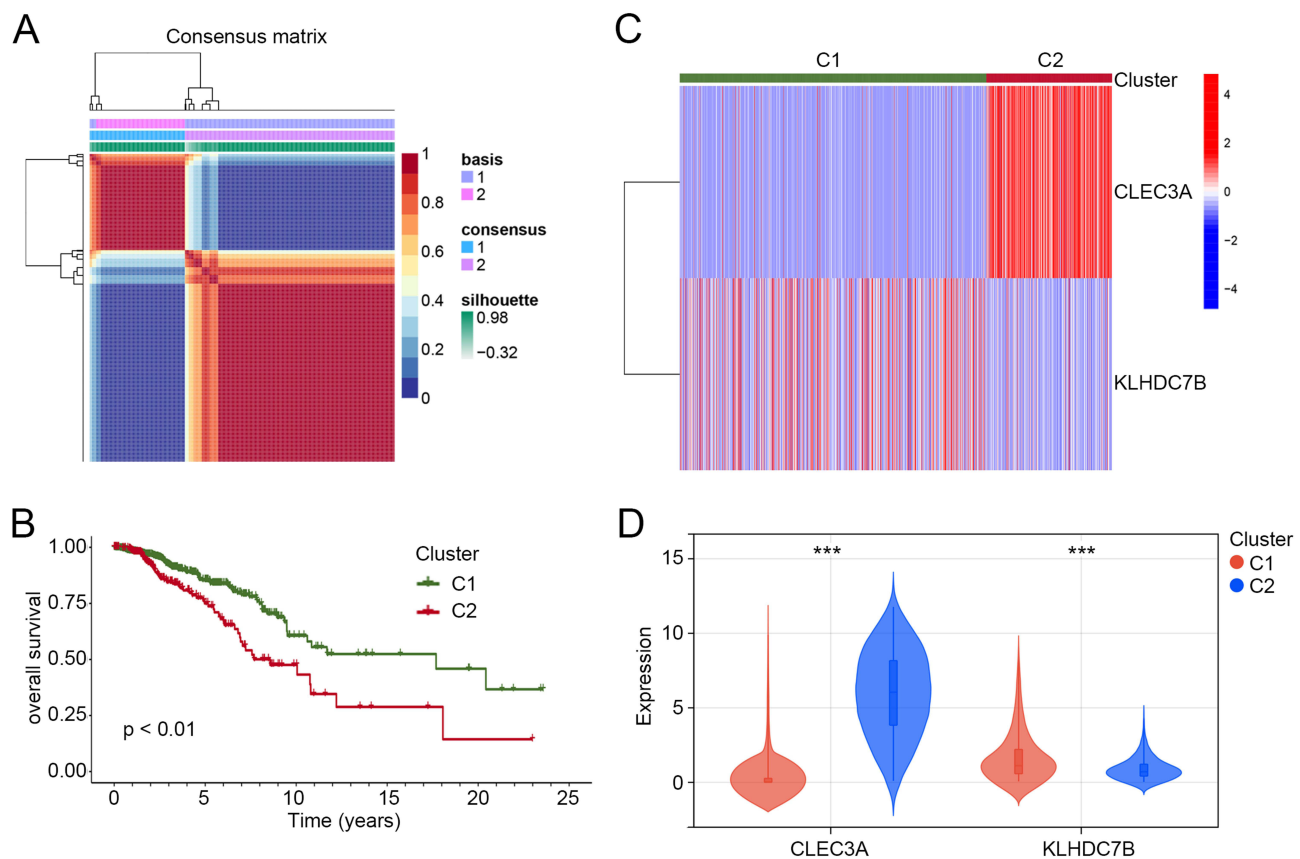 A
Consensus matrix
1
0.8
0.6
0.4
0.2
0
basis
1
2
consensus
1
2
silhouette
0.98
−0.32
B
overall survival
1.00
0.75
0.50
0.25
0.00
Cluster
C1
C2
p < 0.01
0 5 10 15 20 25
Time (years)
C
C1 C2
Cluster
CLEC3A
KLHDC7B
4
2
0
−2
−4
D
Expression
15
10
5
0
*** ***
Cluster
C1
C2
CLEC3A KLHDC7B